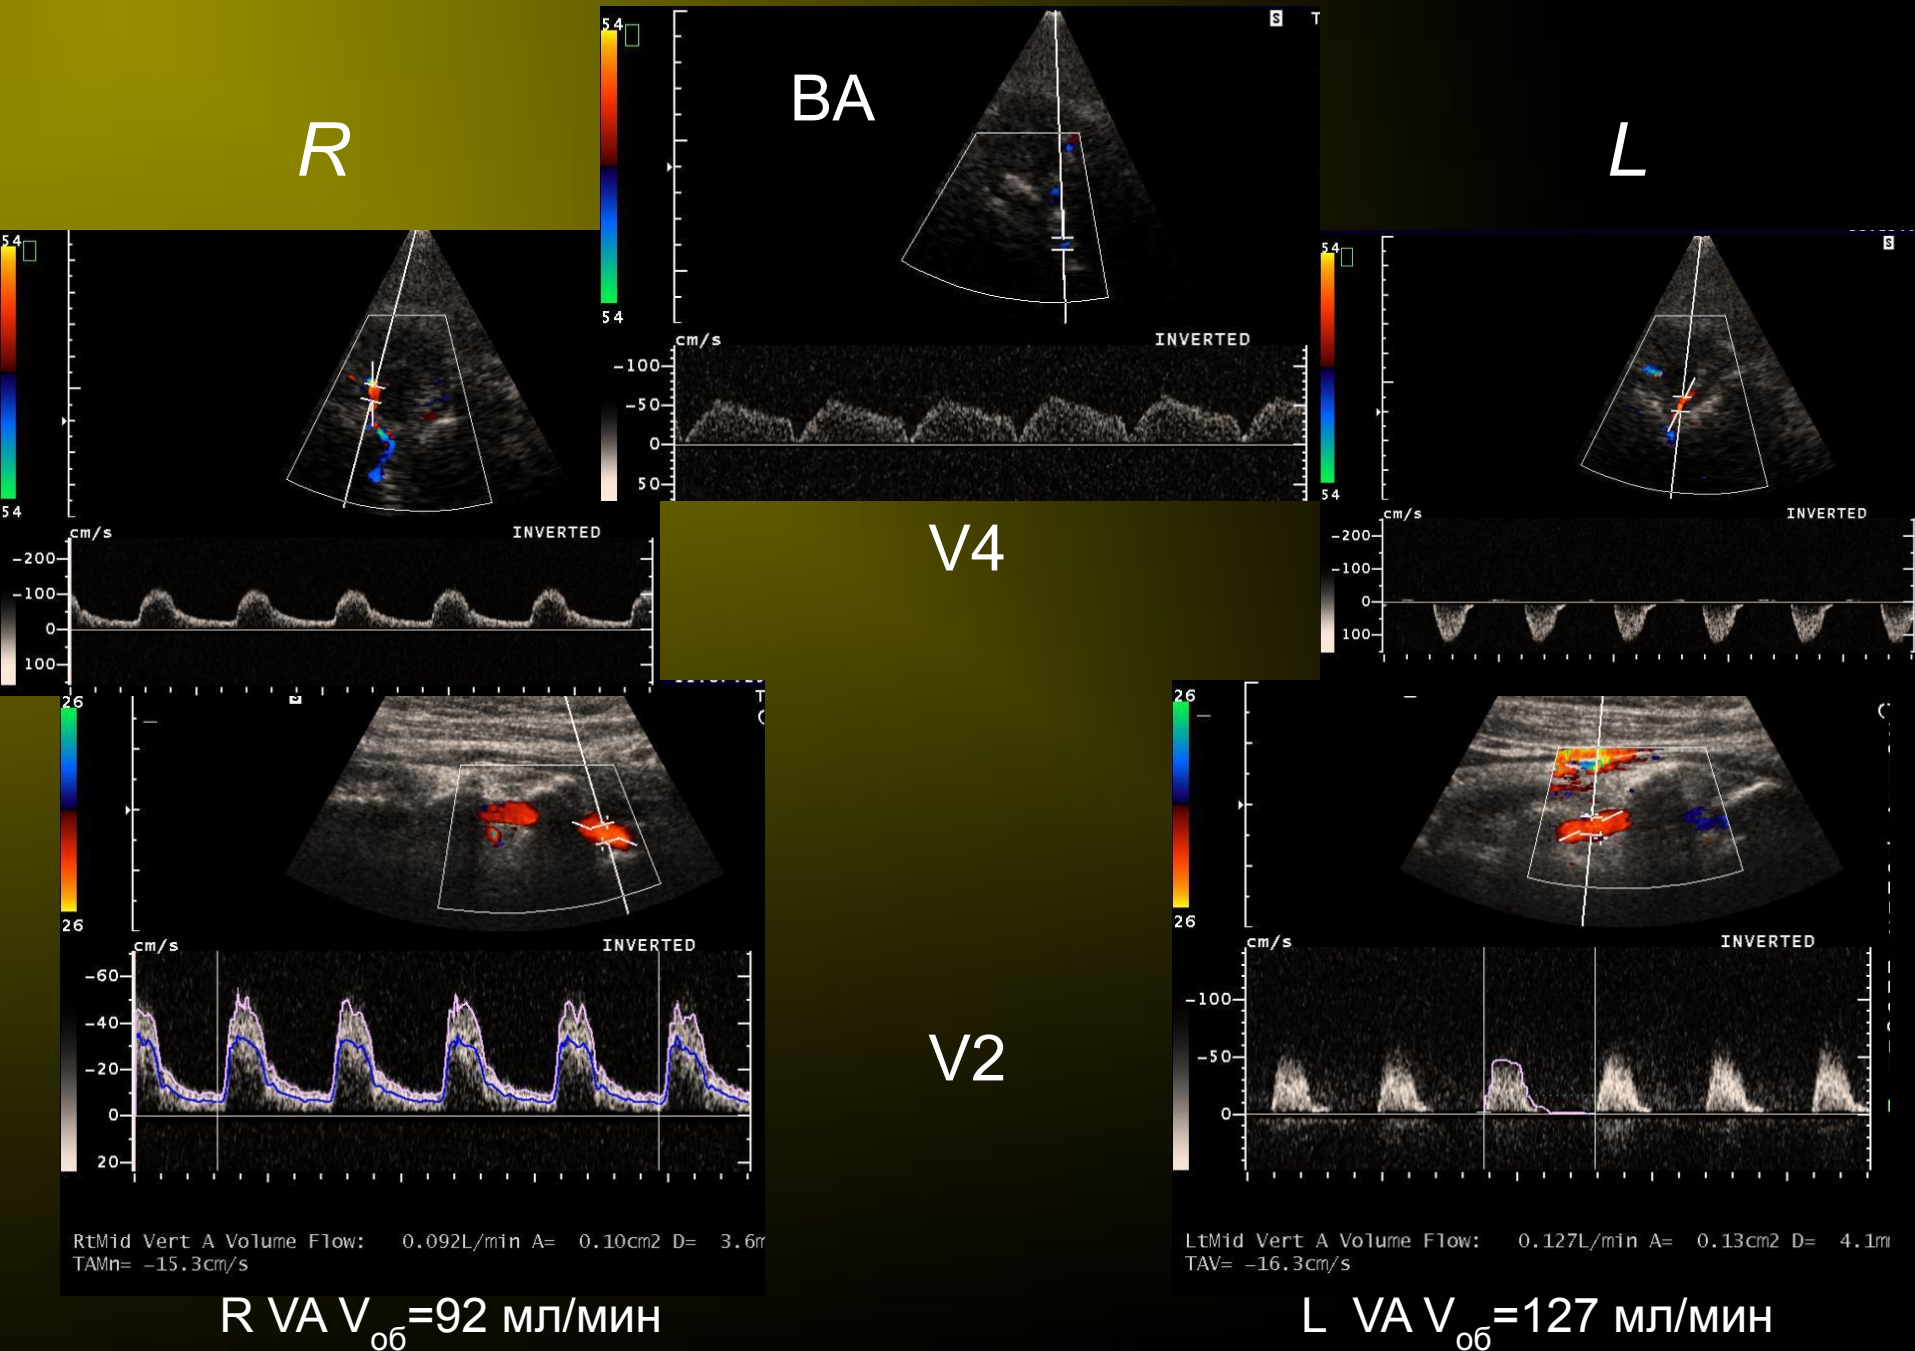 R
BA
L
S
T
54
54
cm/s
INVERTED
-100
-50
0
50
54
54
cm/s
INVERTED
-200
-100
0
100
S
54
54
cm/s
INVERTED
-200
-100
0
100
V4
26
26
S
T
cm/s
INVERTED
-60
-40
-20
0
20
RtMid Vert A Volume Flow: 0.092L/min A= 0.10cm2 D= 3.6m
TAMn= -15.3cm/s
V2
26
26
cm/s
INVERTED
-100
-50
0
LtMid Vert A Volume Flow: 0.127L/min A= 0.13cm2 D= 4.1m
TAV= -16.3cm/s
R VA Vоб=92 мл/мин
L VA Vоб=127 мл/мин